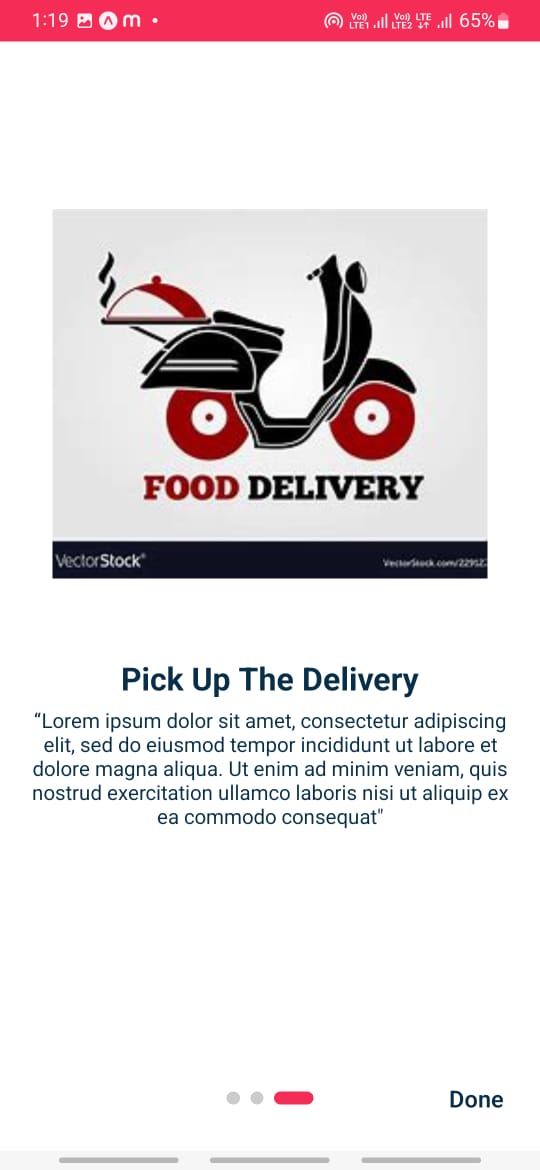 1:19 m
Vo)) LTE1 Vo)) LTE2 LTE 65%
FOOD DELIVERY
VectorStock®
VectorStock.com/22912
Pick Up The Delivery
“Lorem ipsum dolor sit amet, consectetur adipiscing
elit, sed do eiusmod tempor incididunt ut labore et
dolore magna aliqua. Ut enim ad minim veniam, quis
nostrud exercitation ullamco laboris nisi ut aliquip ex
ea commodo consequat"
Done